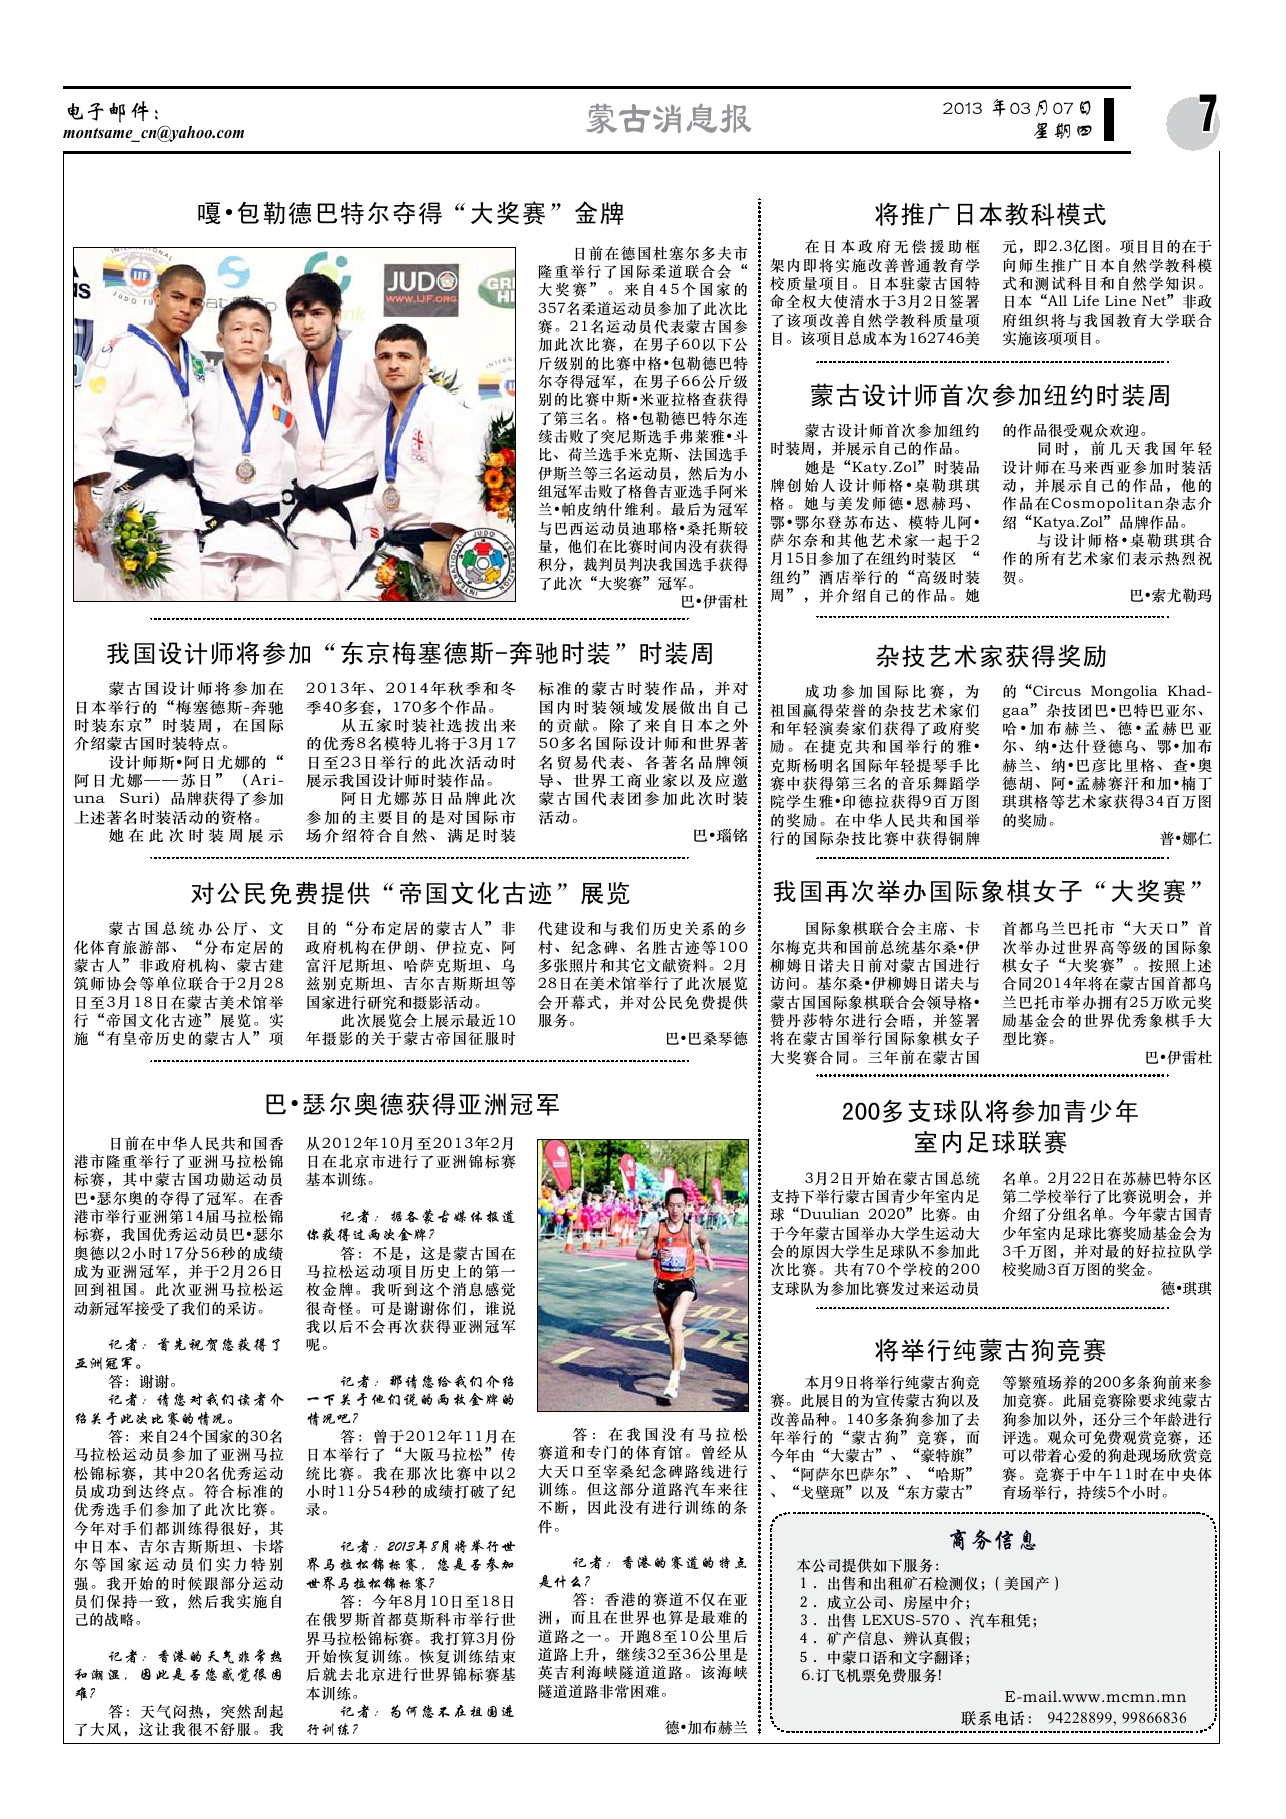 电子邮件：
montsame_cn@yahoo.com
蒙古消息报
2013 年03月07日
星期四
7
嘎•包勒德巴特尔夺得“大奖赛”金牌
JUDO
WWW.IJF.ORG
IJF
日前在德国杜塞尔多夫市
隆重举行了国际柔道联合会“
大奖赛”。来自45个国家的
357名柔道运动员参加了此次比
赛。21名运动员代表蒙古国参
加此次比赛，在男子60以下公
斤级别的比赛中格•包勒德巴特
尔夺得冠军，在男子66公斤级
别的比赛中斯•米亚拉格查获得
了第三名。格•包勒德巴特尔连
续击败了突尼斯选手弗莱雅•斗
比、荷兰选手米克斯、法国选手
伊斯兰等三名运动员，然后为小
组冠军击败了格鲁吉亚选手阿米
兰•帕皮纳什维利。最后为冠军
与巴西运动员迪耶格•桑托斯较
量，他们在比赛时间内没有获得
积分，裁判员判决我国选手获得
了此次“大奖赛”冠军。
巴•伊雷杜
我国设计师将参加“东京梅塞德斯-奔驰时装”时装周
蒙古国设计师将参加在
日本举行的“梅塞德斯-奔驰
时装东京”时装周，在国际
介绍蒙古国时装特点。
设计师斯•阿日尤娜的“
阿日尤娜——苏日”（Ari-
una Suri）品牌获得了参加
上述著名时装活动的资格。
她在此次时装周展示
2013年、2014年秋季和冬
季40多套，170多个作品。
从五家时装社选拔出来
的优秀8名模特儿将于3月17
日至23日举行的此次活动时
展示我国设计师时装作品。
阿日尤娜苏日品牌此次
参加的主要目的是对国际市
场介绍符合自然、满足时装
标准的蒙古时装作品，并对
国内时装领域发展做出自己
的贡献。除了来自日本之外
50多名国际设计师和世界著
名贸易代表、各著名品牌领
导、世界工商业家以及应邀
蒙古国代表团参加此次时装
活动。
巴•瑙铭
对公民免费提供“帝国文化古迹”展览
蒙古国总统办公厅、文
化体育旅游部、“分布定居的
蒙古人”非政府机构、蒙古建
筑师协会等单位联合于2月28
日至3月18日在蒙古美术馆举
行“帝国文化古迹”展览。实
施“有皇帝历史的蒙古人”项
目的“分布定居的蒙古人”非
政府机构在伊朗、伊拉克、阿
富汗尼斯坦、哈萨克斯坦、乌
兹别克斯坦、吉尔吉斯斯坦等
国家进行研究和摄影活动。
此次展览会上展示最近10
年摄影的关于蒙古帝国征服时
代建设和与我们历史关系的乡
村、纪念碑、名胜古迹等100
多张照片和其它文献资料。2月
28日在美术馆举行了此次展览
会开幕式，并对公民免费提供
服务。
巴•巴桑琴德
巴•瑟尔奥德获得亚洲冠军
日前在中华人民共和国香
港市隆重举行了亚洲马拉松锦
标赛，其中蒙古国功勋运动员
巴•瑟尔奥的夺得了冠军。在香
港市举行亚洲第14届马拉松锦
标赛，我国优秀运动员巴•瑟尔
奥德以2小时17分56秒的成绩
成为亚洲冠军，并于2月26日
回到祖国。此次亚洲马拉松运
动新冠军接受了我们的采访。
记者：首先祝贺您获得了
亚洲冠军。
答：谢谢。
记者：请您对我们读者介
绍关于此次比赛的情况。
答：来自24个国家的30名
马拉松运动员参加了亚洲马拉
松锦标赛，其中20名优秀运动
员成功到达终点。符合标准的
优秀选手们参加了此次比赛。
今年对手们都训练得很好，其
中日本、吉尔吉斯斯坦、卡塔
尔等国家运动员们实力特别
强。我开始的时候跟部分运动
员们保持一致，然后我实施自
己的战略。
记者：香港的天气非常热
和潮湿，因此是否您感觉很困
难?
答：天气闷热，突然刮起
了大风，这让我很不舒服。我
从2012年10月至2013年2月
日在北京市进行了亚洲锦标赛
基本训练。
记者：据各蒙古媒体报道
你获得过两次金牌?
答：不是，这是蒙古国在
马拉松运动项目历史上的第一
枚金牌。我听到这个消息感觉
很奇怪。可是谢谢你们，谁说
我以后不会再次获得亚洲冠军
呢。
记者：那请您给我们介绍
一下关于他们说的两枚金牌的
情况吧?
答：曾于2012年11月在
日本举行了“大阪马拉松”传
统比赛。我在那次比赛中以2
小时11分54秒的成绩打破了纪
录。
记者：2013年8月将举行世
界马拉松锦标赛，您是否参加
世界马拉松锦标赛?
答：今年8月10日至18日
在俄罗斯首都莫斯科市举行世
界马拉松锦标赛。我打算3月份
开始恢复训练。恢复训练结束
后就去北京进行世界锦标赛基
本训练。
记者：为何您不在祖国进
行训练?
答：在我国没有马拉松
赛道和专门的体育馆。曾经从
大天口至宰桑纪念碑路线进行
训练。但这部分道路汽车来往
不断，因此没有进行训练的条
件。
记者：香港的赛道的特点
是什么?
答：香港的赛道不仅在亚
洲，而且在世界也算是最难的
道路之一。开跑8至10公里后
道路上升，继续32至36公里是
英吉利海峡隧道道路。该海峡
隧道道路非常困难。
德•加布赫兰
将推广日本教科模式
在日本政府无偿援助框
架内即将实施改善普通教育学
校质量项目。日本驻蒙古国特
命全权大使清水于3月2日签署
了该项改善自然学教科质量项
目。该项目总成本为162746美
元，即2.3亿图。项目目的在于
向师生推广日本自然学教科模
式和测试科目和自然学知识。
日本“All Life Line Net”非政
府组织将与我国教育大学联合
实施该项项目。
蒙古设计师首次参加纽约时装周
蒙古设计师首次参加纽约
时装周，并展示自己的作品。
她是“Katy.Zol”时装品
牌创始人设计师格•桌勒琪琪
格。她与美发师德•恩赫玛、
鄂•鄂尔登苏布达、模特儿阿•
萨尔奈和其他艺术家一起于2
月15日参加了在纽约时装区 “
纽约”酒店举行的“高级时装
周”，并介绍自己的作品。她
的作品很受观众欢迎。
同时，前几天我国年轻
设计师在马来西亚参加时装活
动，并展示自己的作品，他的
作品在Cosmopolitan杂志介
绍“Katya.Zol”品牌作品。
与设计师格•桌勒琪琪合
作的所有艺术家们表示热烈祝
贺。
巴•索尤勒玛
杂技艺术家获得奖励
成功参加国际比赛，为
祖国赢得荣誉的杂技艺术家们
和年轻演奏家们获得了政府奖
励。在捷克共和国举行的雅•
克斯杨明名国际年轻提琴手比
赛中获得第三名的音乐舞蹈学
院学生雅•印德拉获得9百万图
的奖励。在中华人民共和国举
行的国际杂技比赛中获得铜牌
的“Circus Mongolia Khad-
gaa”杂技团巴•巴特巴亚尔、
哈•加布赫兰、德•孟赫巴亚
尔、纳•达什登德乌、鄂•加布
赫兰、纳•巴彦比里格、查•奥
德胡、阿•孟赫赛汗和加•楠丁
琪琪格等艺术家获得34百万图
的奖励。
普•娜仁
我国再次举办国际象棋女子“大奖赛”
国际象棋联合会主席、卡
尔梅克共和国前总统基尔桑•伊
柳姆日诺夫日前对蒙古国进行
访问。基尔桑•伊柳姆日诺夫与
蒙古国国际象棋联合会领导格•
赞丹莎特尔进行会晤，并签署
将在蒙古国举行国际象棋女子
大奖赛合同。三年前在蒙古国
首都乌兰巴托市“大天口”首
次举办过世界高等级的国际象
棋女子“大奖赛”。按照上述
合同2014年将在蒙古国首都乌
兰巴托市举办拥有25万欧元奖
励基金会的世界优秀象棋手大
型比赛。
巴•伊雷杜
200多支球队将参加青少年
室内足球联赛
3月2日开始在蒙古国总统
支持下举行蒙古国青少年室内足
球“Duulian 2020”比赛。由
于今年蒙古国举办大学生运动大
会的原因大学生足球队不参加此
次比赛。共有70个学校的200
支球队为参加比赛发过来运动员
名单。2月22日在苏赫巴特尔区
第二学校举行了比赛说明会，并
介绍了分组名单。今年蒙古国青
少年室内足球比赛奖励基金会为
3千万图，并对最的好拉拉队学
校奖励3百万图的奖金。
德•琪琪
将举行纯蒙古狗竞赛
本月9日将举行纯蒙古狗竞
赛。此展目的为宣传蒙古狗以及
改善品种。140多条狗参加了去
年举行的“蒙古狗”竞赛，而
今年由“大蒙古”、“豪特旗”
、“阿萨尔巴萨尔”、“哈斯”
、“戈壁斑”以及“东方蒙古”
等繁殖场养的200多条狗前来参
加竞赛。此届竞赛除要求纯蒙古
狗参加以外，还分三个年龄进行
评选。观众可免费观赏竞赛，还
可以带着心爱的狗赴现场欣赏竞
赛。竞赛于中午11时在中央体
育场举行，持续5个小时。
商务信息
本公司提供如下服务：
１．出售和出租矿石检测仪;（美国产）
２．成立公司、房屋中介;
３．出售 LEXUS-570 、汽车租凭;
４．矿产信息、辨认真假;
５．中蒙口语和文字翻译;
６.订飞机票免费服务!
E-mail.www.mcmn.mn
联系电话： 94228899, 99866836